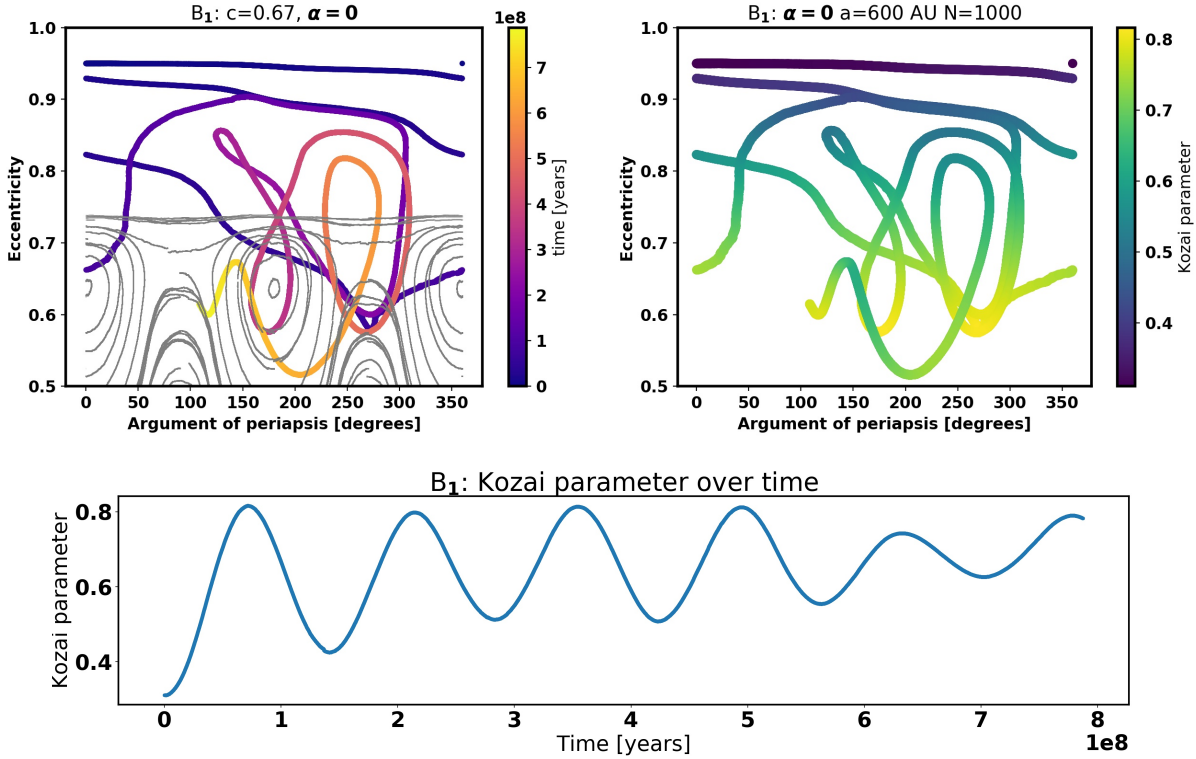 B₁: c=0.67, α=0
1e8
B₁: α=0 a=600 AU N=1000
1.0
0.9
0.8
0.7
0.6
0.5
Eccentricity
0 50 100 150 200 250 300 350
Argument of periapsis [degrees]
7
6
5
4
3
2
1
0
time [years]
1.0
0.9
0.8
0.7
0.6
0.5
Eccentricity
0 50 100 150 200 250 300 350
Argument of periapsis [degrees]
0.8
0.7
0.6
0.5
0.4
Kozai parameter
B₁: Kozai parameter over time
0.8
0.6
0.4
Kozai parameter
0 1 2 3 4 5 6 7 8
Time [years]
1e8